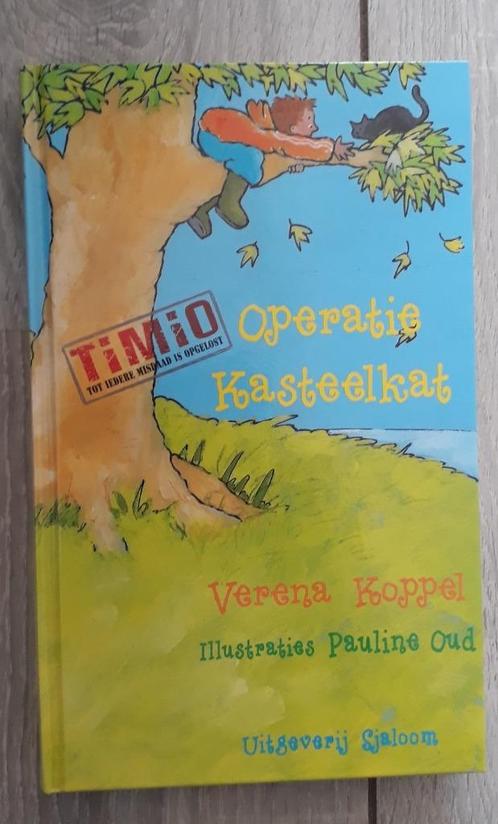 Operatie
Kasteelkat
TiMiO
TOT IEDERE MISDAAD IS OPGELOST
Verena Koppel
Illustraties Pauline Oud
Uitgeverij Sjaloom